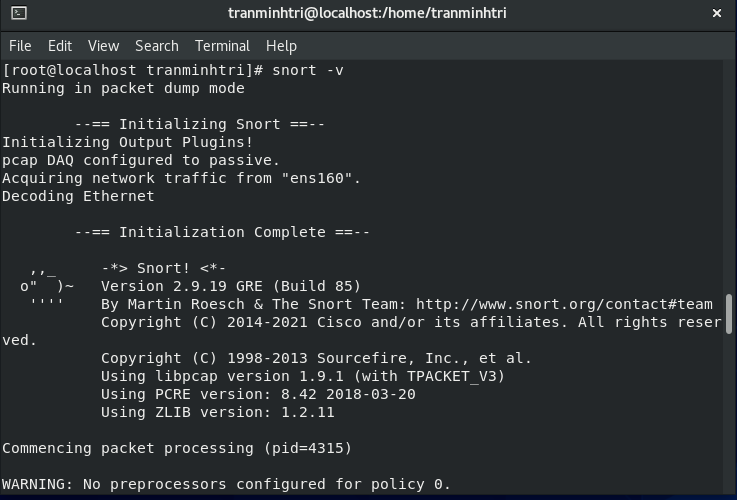 tranminhtri@localhost:/home/tranminhtri
File Edit View Search Terminal Help
[root@localhost tranminhtri]# snort -v
Running in packet dump mode
--== Initializing Snort ==--
Initializing Output Plugins!
pcap DAQ configured to passive.
Acquiring network traffic from "ens160".
Decoding Ethernet
--== Initialization Complete ==--
,,_ -*> Snort! <*-
o" )~ Version 2.9.19 GRE (Build 85)
'''' By Martin Roesch & The Snort Team: http://www.snort.org/contact#team
Copyright (C) 2014-2021 Cisco and/or its affiliates. All rights reser
ved.
Copyright (C) 1998-2013 Sourcefire, Inc., et al.
Using libpcap version 1.9.1 (with TPACKET_V3)
Using PCRE version: 8.42 2018-03-20
Using ZLIB version: 1.2.11
Commencing packet processing (pid=4315)
WARNING: No preprocessors configured for policy 0.